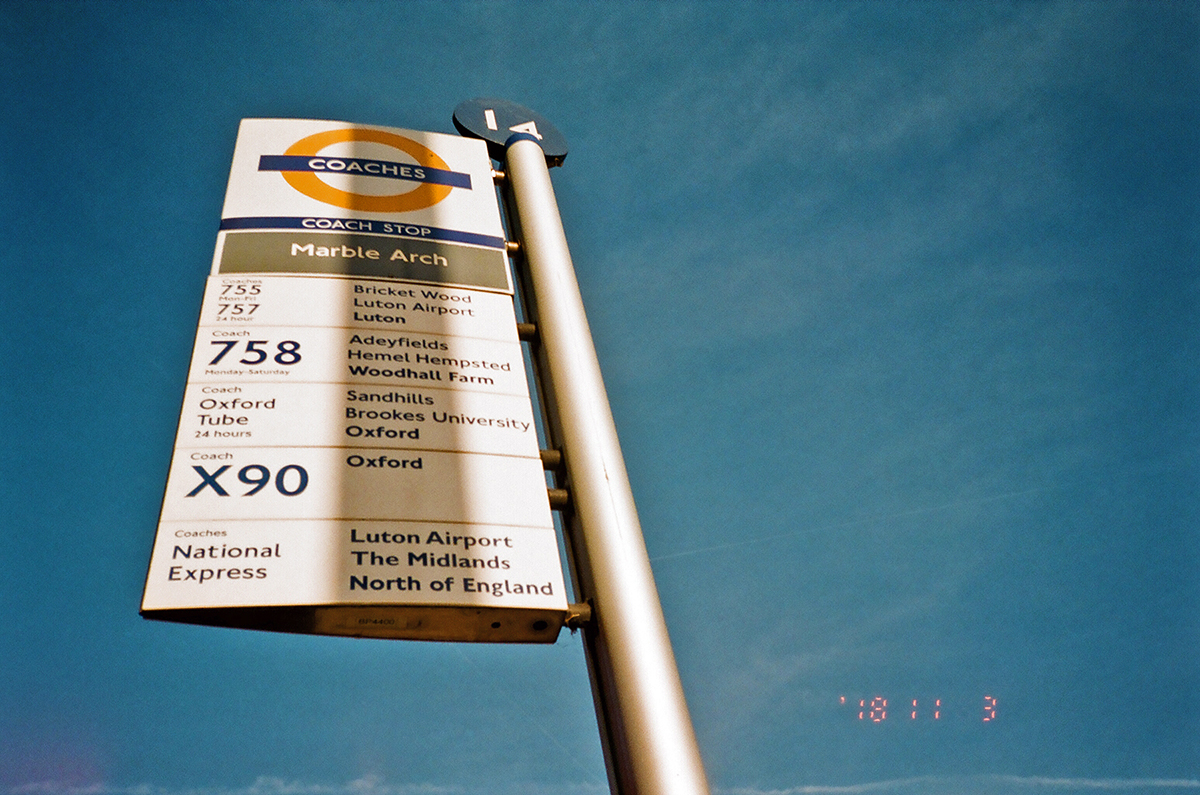 14
COACHES
COACH STOP
Marble Arch
Coaches
755
Mon-Fri
757
24 hour
Bricket Wood
Luton Airport
Luton
Coach
758
Monday-Saturday
Adeyfields
Hemel Hempsted
Woodhall Farm
Coach
Oxford
Tube
24 hours
Sandhills
Brookes University
Oxford
Coach
X90
Oxford
Coaches
National
Express
Luton Airport
The Midlands
North of England
BP4400
'18 11 3